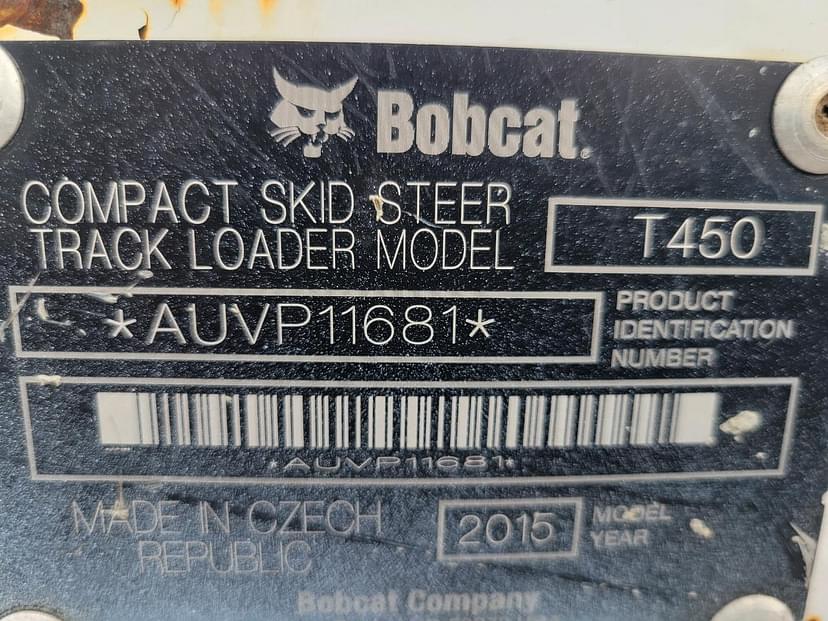 Bobcat.
COMPACT SKID STEER
TRACK LOADER MODEL
T450
*AUVP11681*
PRODUCT
IDENTIFICATION
NUMBER
*AUVP11681*
MADE IN CZECH
REPUBLIC
2015
MODEL
YEAR
Bobcat Company